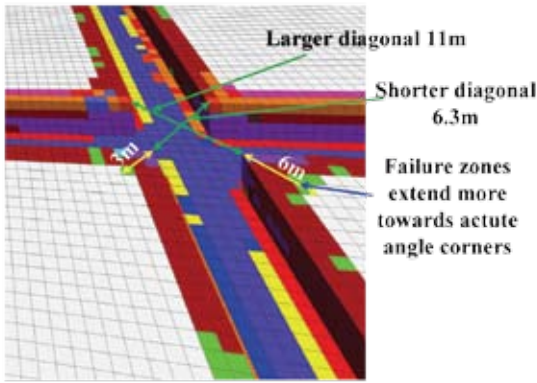 Larger diagonal 11m
Shorter diagonal
6.3m
3m
6m
Failure zones
extend more
towards actute
angle corners